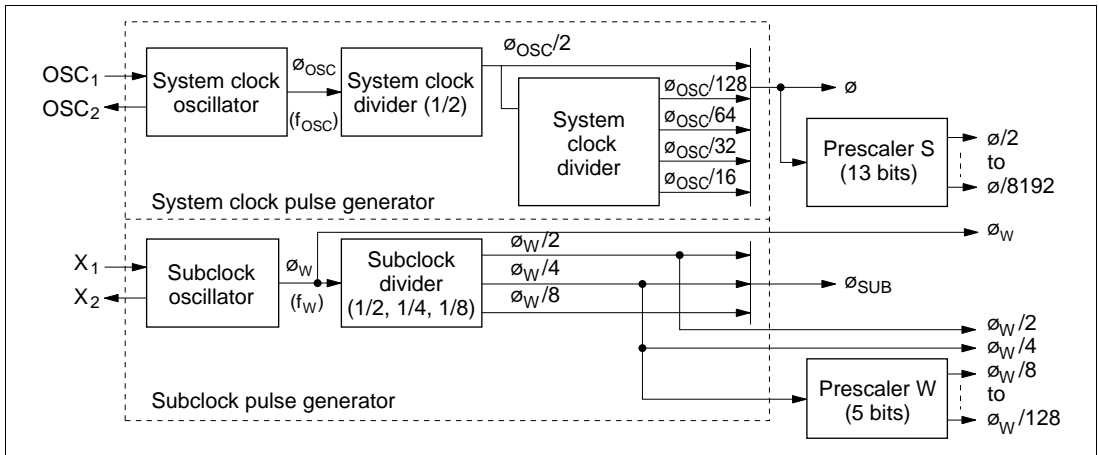 OSC1
OSC2
System clock
oscillator
øOSC
(fOSC)
System clock
divider (1/2)
øOSC/2
System
clock
divider
øOSC/128
øOSC/64
øOSC/32
øOSC/16
ø
Prescaler S
(13 bits)
ø/2
to
ø/8192
System clock pulse generator
X1
X2
Subclock
oscillator
øW
(fW)
Subclock
divider
(1/2, 1/4, 1/8)
øW/2
øW/4
øW/8
øW
øSUB
øW/2
øW/4
Prescaler W
(5 bits)
øW/8
to
øW/128
Subclock pulse generator